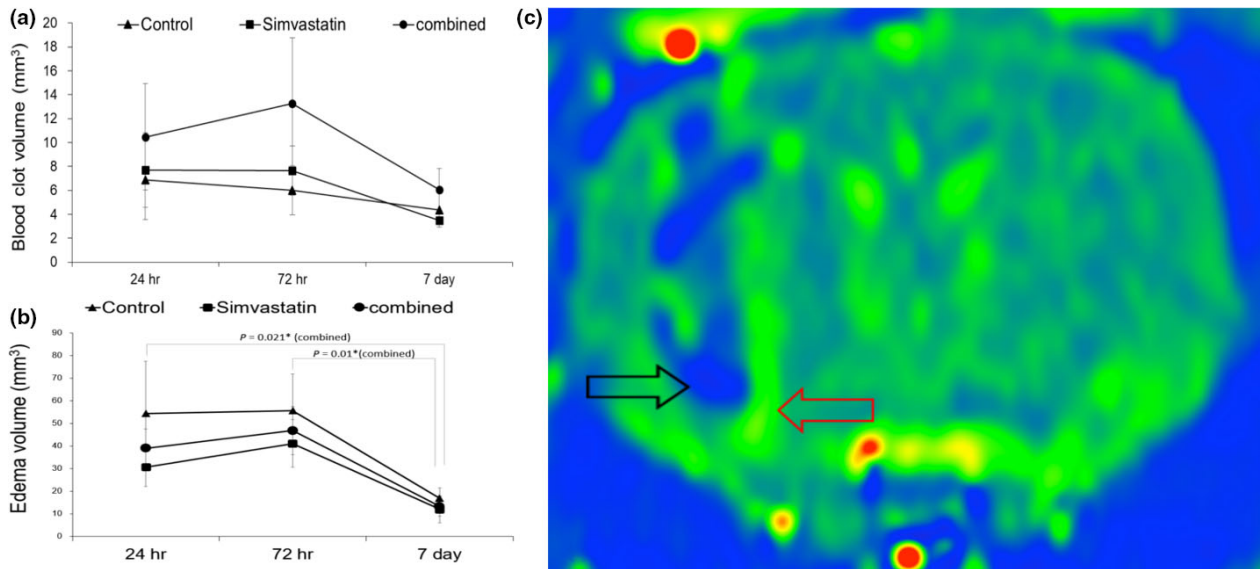 (a)
Control Simvastatin combined
Blood clot volume (mm³)
20
18
16
14
12
10
8
6
4
2
0
24 hr 72 hr 7 day
(b)
Control Simvastatin combined
Edema volume (mm³)
90
80
70
60
50
40
30
20
10
0
P = 0.021* (combined)
P = 0.01*(combined)
24 hr 72 hr 7 day
(c)